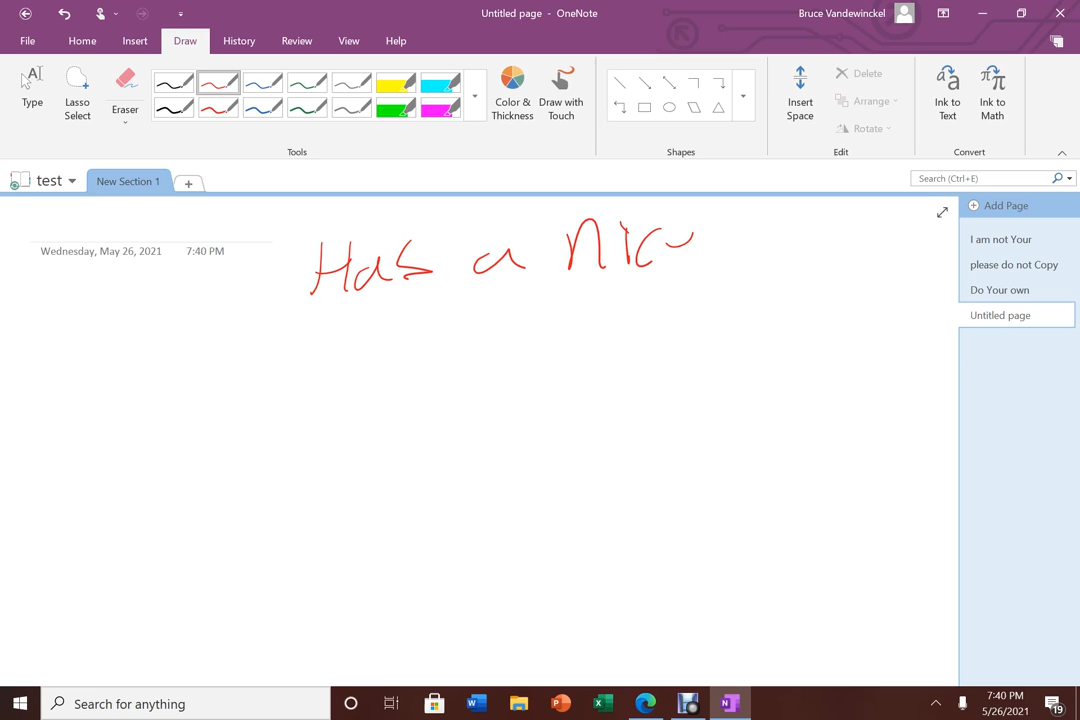 Untitled page - OneNote
Bruce Vandewinckel
File Home Insert Draw History Review View Help
Type
Lasso Select
Eraser
Color & Thickness
Draw with Touch
Insert Space
Delete
Arrange
Rotate
Ink to Text
Ink to Math
Tools
Shapes
Edit
Convert
test
New Section 1
Search (Ctrl+E)
Add Page
Wednesday, May 26, 2021 7:40 PM
Has a
I am not Your
please do not Copy
Do Your own
Untitled page
Search for anything
7:40 PM
5/26/2021
19